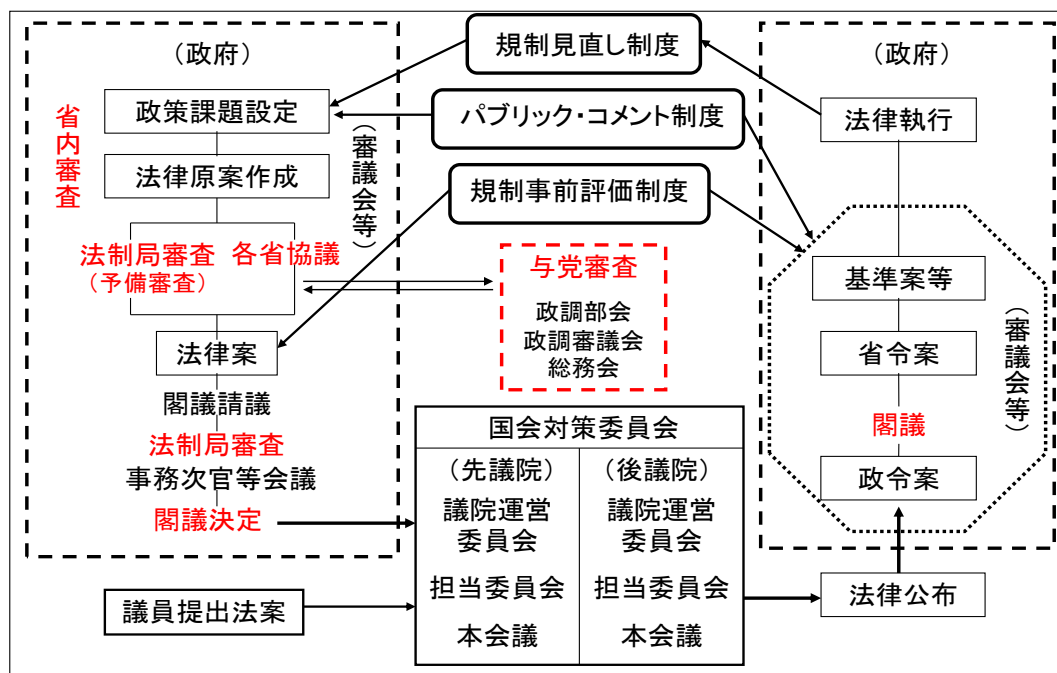 （政府）
省内審査
政策課題設定
法律原案作成
（審議会等）
法制局審査 各省協議
（予備審査）
法律案
閣議請議
法制局審査
事務次官等会議
閣議決定
議員提出法案
規制見直し制度
パブリック・コメント制度
規制事前評価制度
与党審査
政調部会
政調審議会
総務会
国会対策委員会
（先議院）
議院運営
委員会
担当委員会
本会議
（後議院）
議院運営
委員会
担当委員会
本会議
（政府）
法律執行
基準案等
省令案
閣議
政令案
（審議会等）
法律公布